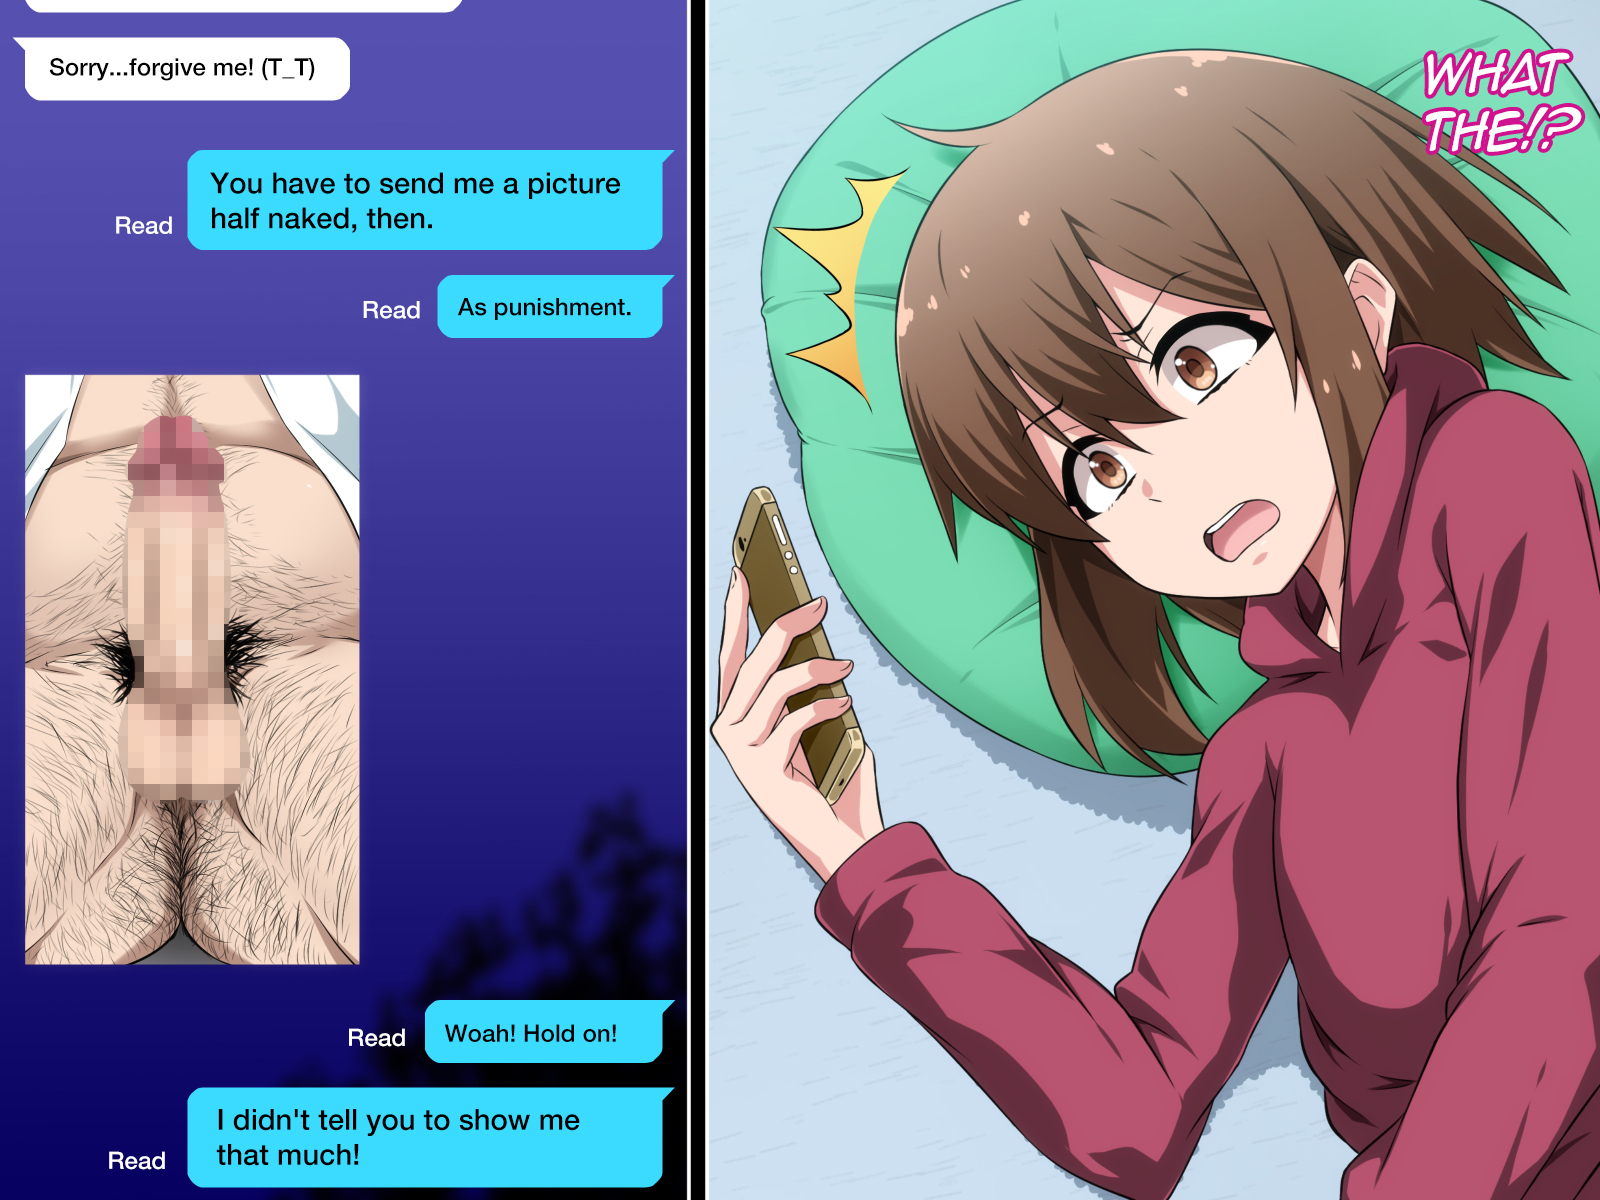 Sorry...forgive me! (T_T)
You have to send me a picture
half naked, then.
Read
As punishment.
Read
Woah! Hold on!
Read
I didn't tell you to show me
that much!
Read
WHAT
THE!?